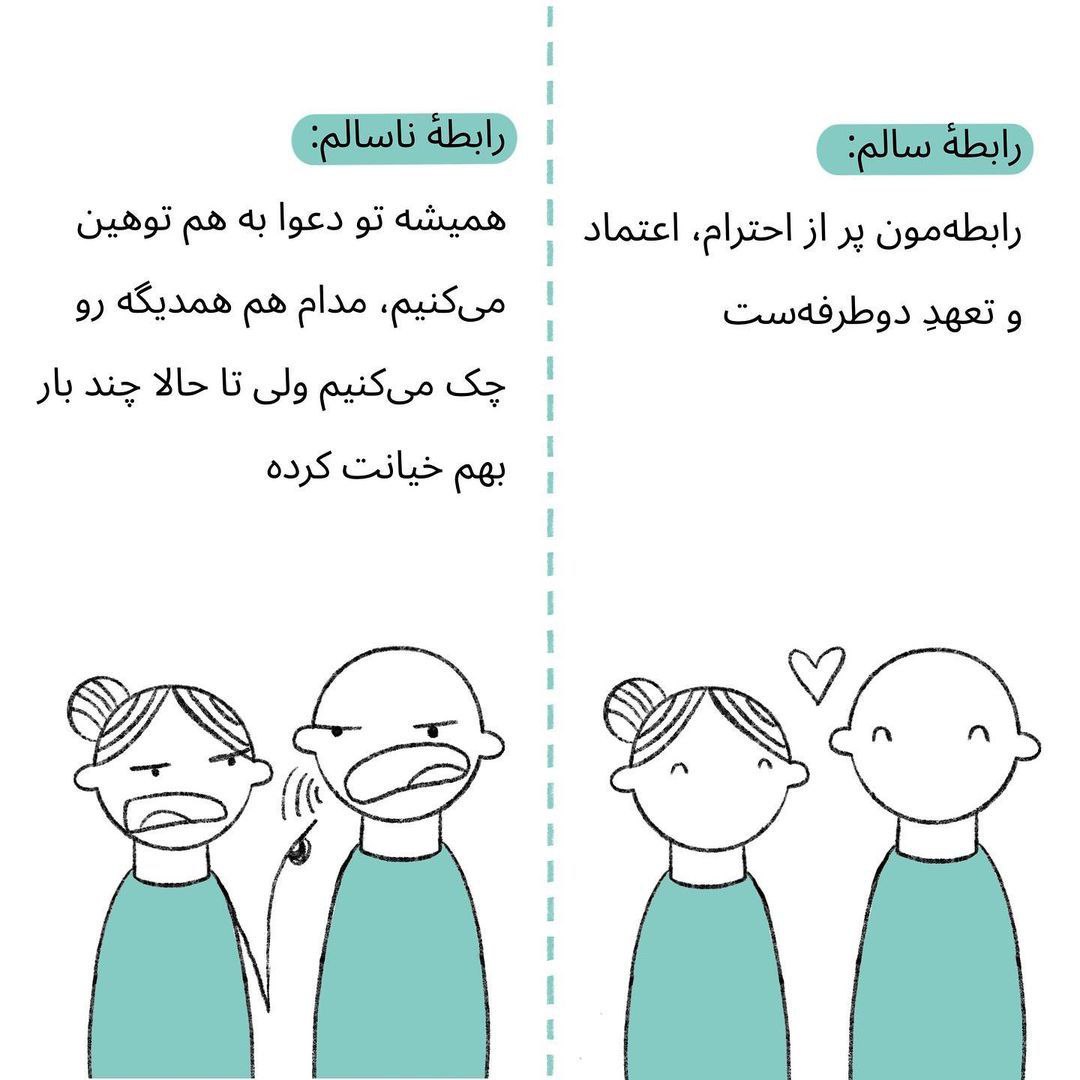 رابطهٔ سالم:
رابطه‌مون پر از احترام، اعتماد
و تعهدِ دوطرفه‌ست
رابطهٔ ناسالم:
همیشه تو دعوا به هم توهین
می‌کنیم، مدام هم همدیگه رو
چک می‌کنیم ولی تا حالا چند بار
بهم خیانت کرده